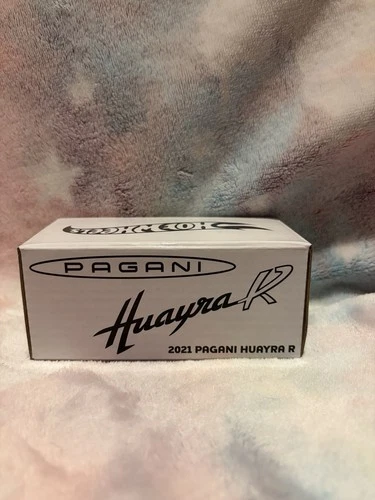 Hot Wheels
PAGANI
Huayra R
2021 PAGANI HUAYRA R